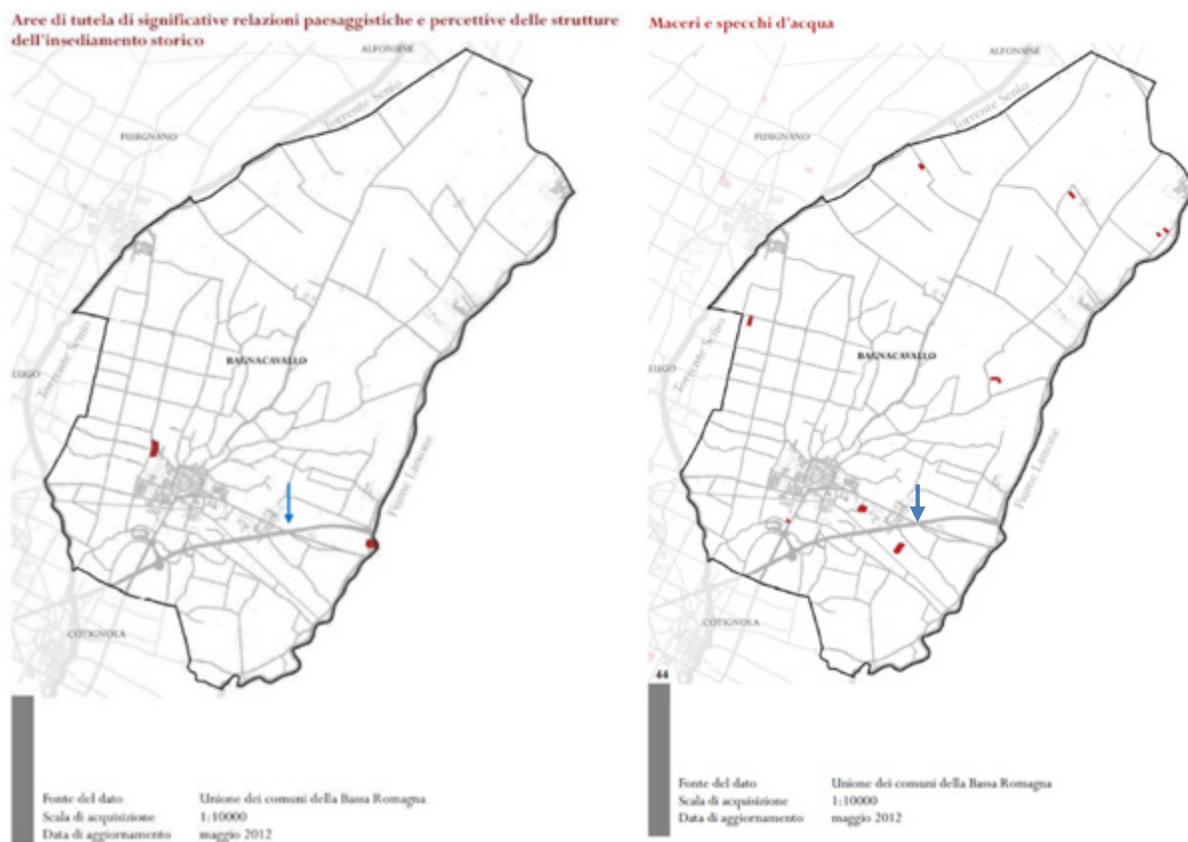 Aree di tutela di significative relazioni paesaggistiche e percettive delle strutture
dell'insediamento storico
ALFONSINE
Torrente Senio
FUSIGNANO
BAGNACAVALLO
LUGO
Torrente Senio
Fiume Lamone
COTIGNOLA
Fonte del dato Unione dei comuni della Bassa Romagna
Scala di acquisizione 1:10000
Data di aggiornamento maggio 2012
Maceri e specchi d'acqua
ALFONSINE
Torrente Senio
FUSIGNANO
BAGNACAVALLO
LUGO
Torrente Senio
Fiume Lamone
COTIGNOLA
44
Fonte del dato Unione dei comuni della Bassa Romagna
Scala di acquisizione 1:10000
Data di aggiornamento maggio 2012